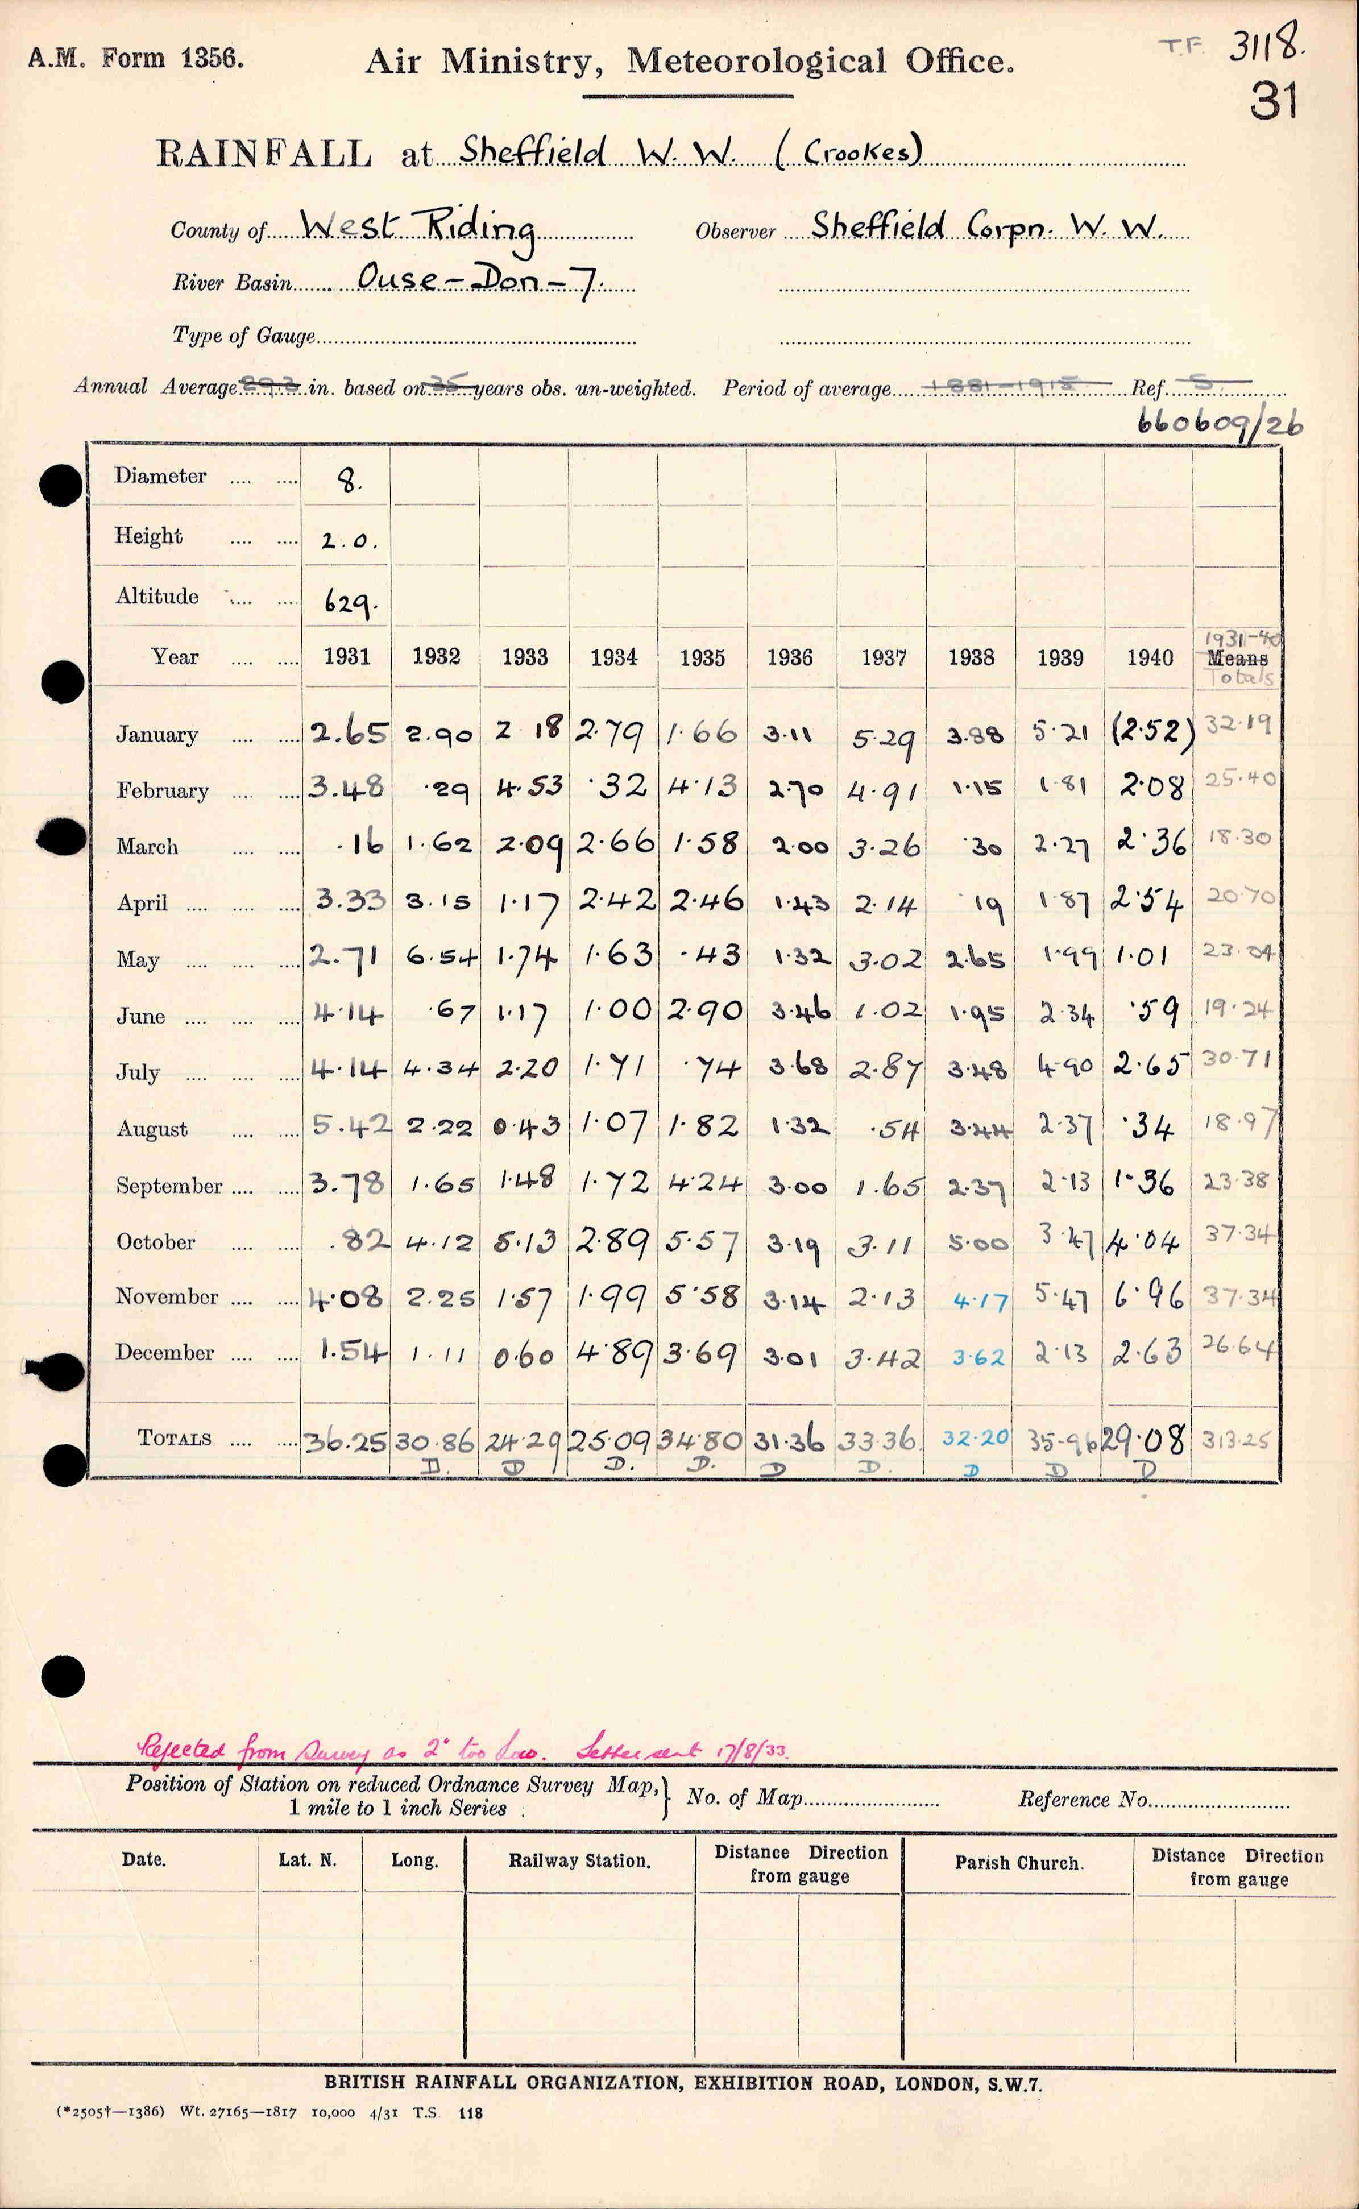 A.M. Form 1356.
Air Ministry, Meteorological Office.
T.F. 3118.
31
RAINFALL at Sheffield W. W. (Crookes)
County of West Riding Observer Sheffield Corpn. W. W.
River Basin Ouse-Don-7.
Type of Gauge
Annual Average 29.3 in. based on 35 years obs. un-weighted. Period of average 1881-1915 Ref. S.
660609/26
Diameter 8.
Height 2.0.
Altitude 629.
1931-40
Year 1931 1932 1933 1934 1935 1936 1937 1938 1939 1940 Means
Totals
January 2.65 2.90 2 18 2.79 1.66 3.11 5.29 3.88 5.21 (2.52) 32.19
February 3.48 .29 4.53 .32 4.13 2.70 4.91 1.15 1.81 2.08 25.40
March .16 1.62 2.09 2.66 1.58 2.00 3.26 .30 2.27 2.36 18.30
April 3.33 3.15 1.17 2.42 2.46 1.43 2.14 .19 1.87 2.54 20.70
May 2.71 6.54 1.74 1.63 .43 1.32 3.02 2.65 1.99 1.01 23.04
June 4.14 .67 1.17 1.00 2.90 3.46 1.02 1.95 2.34 .59 19.24
July 4.14 4.34 2.20 1.71 .74 3.68 2.87 3.48 4.90 2.65 30.71
August 5.42 2.22 0.43 1.07 1.82 1.32 .54 3.44 2.37 .34 18.97
September 3.78 1.65 1.48 1.72 4.24 3.00 1.65 2.37 2.13 1.36 23.38
October .82 4.12 5.13 2.89 5.57 3.19 3.11 5.00 3.47 4.04 37.34
November 4.08 2.25 1.57 1.99 5.58 3.14 2.13 4.17 5.47 6.96 37.34
December 1.54 1.11 0.60 4.89 3.69 3.01 3.42 3.62 2.13 2.63 26.64
TOTALS 36.25 30.86 24.29 25.09 34.80 31.36 33.36 32.20 35.96 29.08 313.25
D. D D. D. D D. D D D
Rejected from survey as 2" too low. Letter sent 17/8/33.
Position of Station on reduced Ordnance Survey Map, 1 mile to 1 inch Series } No. of Map Reference No.
Date. Lat. N. Long. Railway Station. Distance Direction from gauge Parish Church. Distance Direction from gauge
BRITISH RAINFALL ORGANIZATION, EXHIBITION ROAD, LONDON, S.W.7.
(*2505†—1386) Wt. 27165—1817 10,000 4/31 T.S. 118